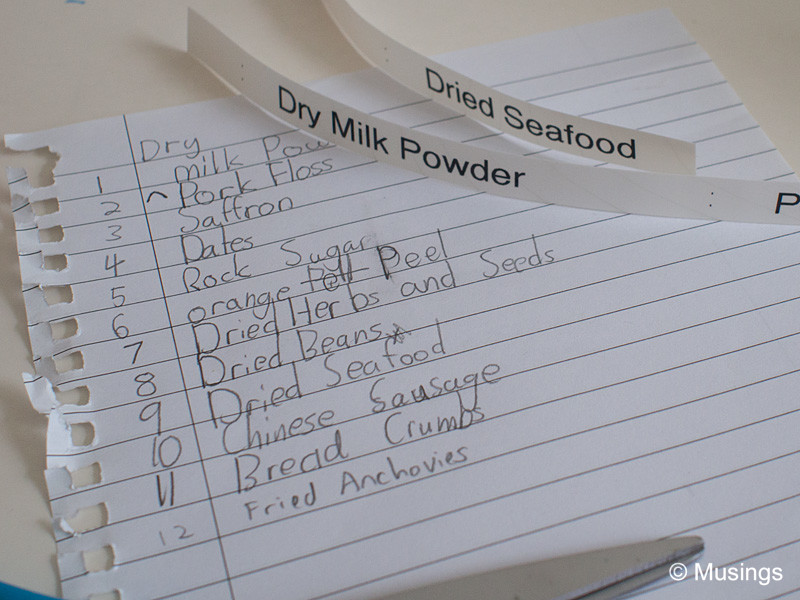 Dried Seafood
Dry Milk Powder : P
Dry
1 milk Pow
2 ^ Pork Floss
3 Saffron
4 Dates
5 Rock Sugar
6 orange Peel
7 Dried Herbs and Seeds
8 Dried Beans*
9 Dried Seafood
10 Chinese Sausage
11 Bread Crumbs
12 Fried Anchovies
© Musings